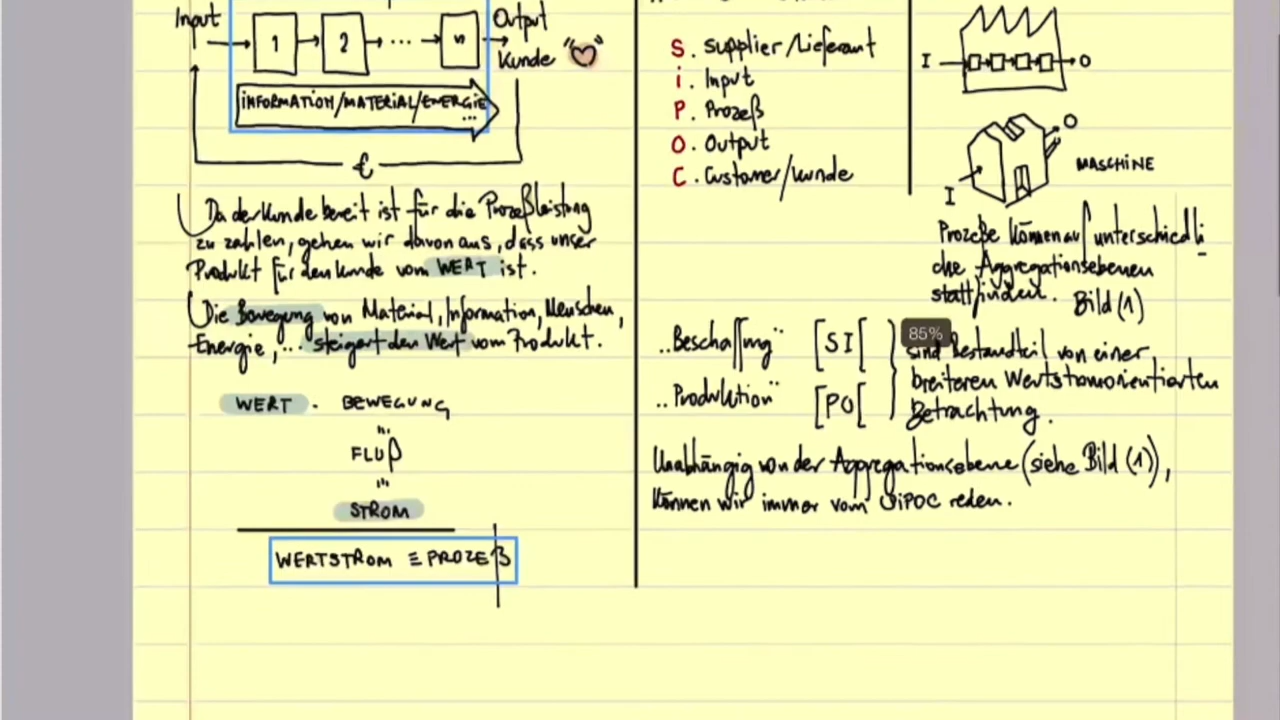 Input
1
2
...
n
Output
Kunde "♡"
INFORMATION/MATERIAL/ENERGIE
...
€
Da der Kunde bereit ist für die Prozeßleistung
zu zahlen, gehen wir davon aus, dass unser
Produkt für den Kunde vom WERT ist.
Die Bewegung von Material, Information, Menschen,
Energie,... steigert den Wert vom Produkt.
WERT . BEWEGUNG
"
FLUß
"
STROM
WERTSTROM ≡ PROZEß
S. Supplier/Lieferant
i. Input
P. Prozeß
O. Output
C. Customer/Kunde
I
O
O
MASCHINE
I
Prozeße können auf unterschiedli
che Aggregationsebenen
stattfinden. Bild (1)
"Beschaffung" [SI[
"Produktion" [PO[
85%
sind Bestandteil von einer
breiteren Wertstromorientierten
Betrachtung.
Unabhängig von der Aggregationsebene (siehe Bild (1)),
können wir immer vom SiPOC reden.